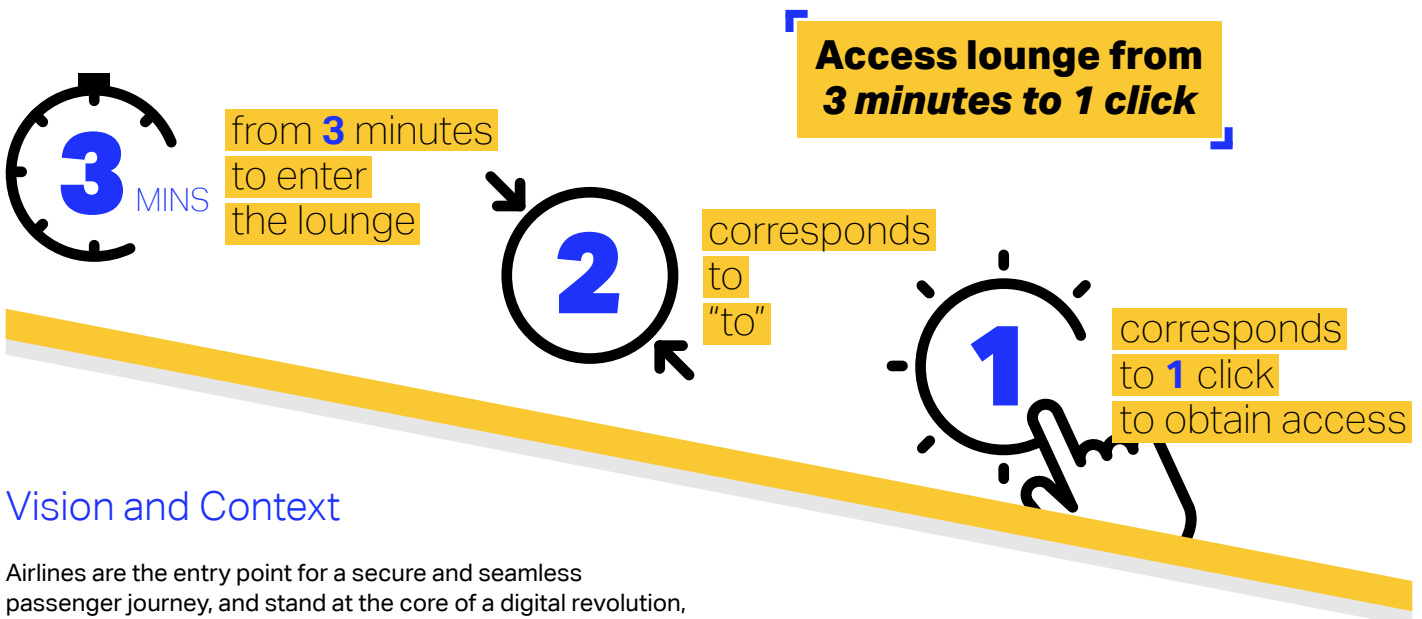 Access lounge from
3 minutes to 1 click
3 MINS
from 3 minutes
to enter
the lounge
2
corresponds
to
“to”
1
corresponds
to 1 click
to obtain access
Vision and Context
Airlines are the entry point for a secure and seamless
passenger journey, and stand at the core of a digital revolution,